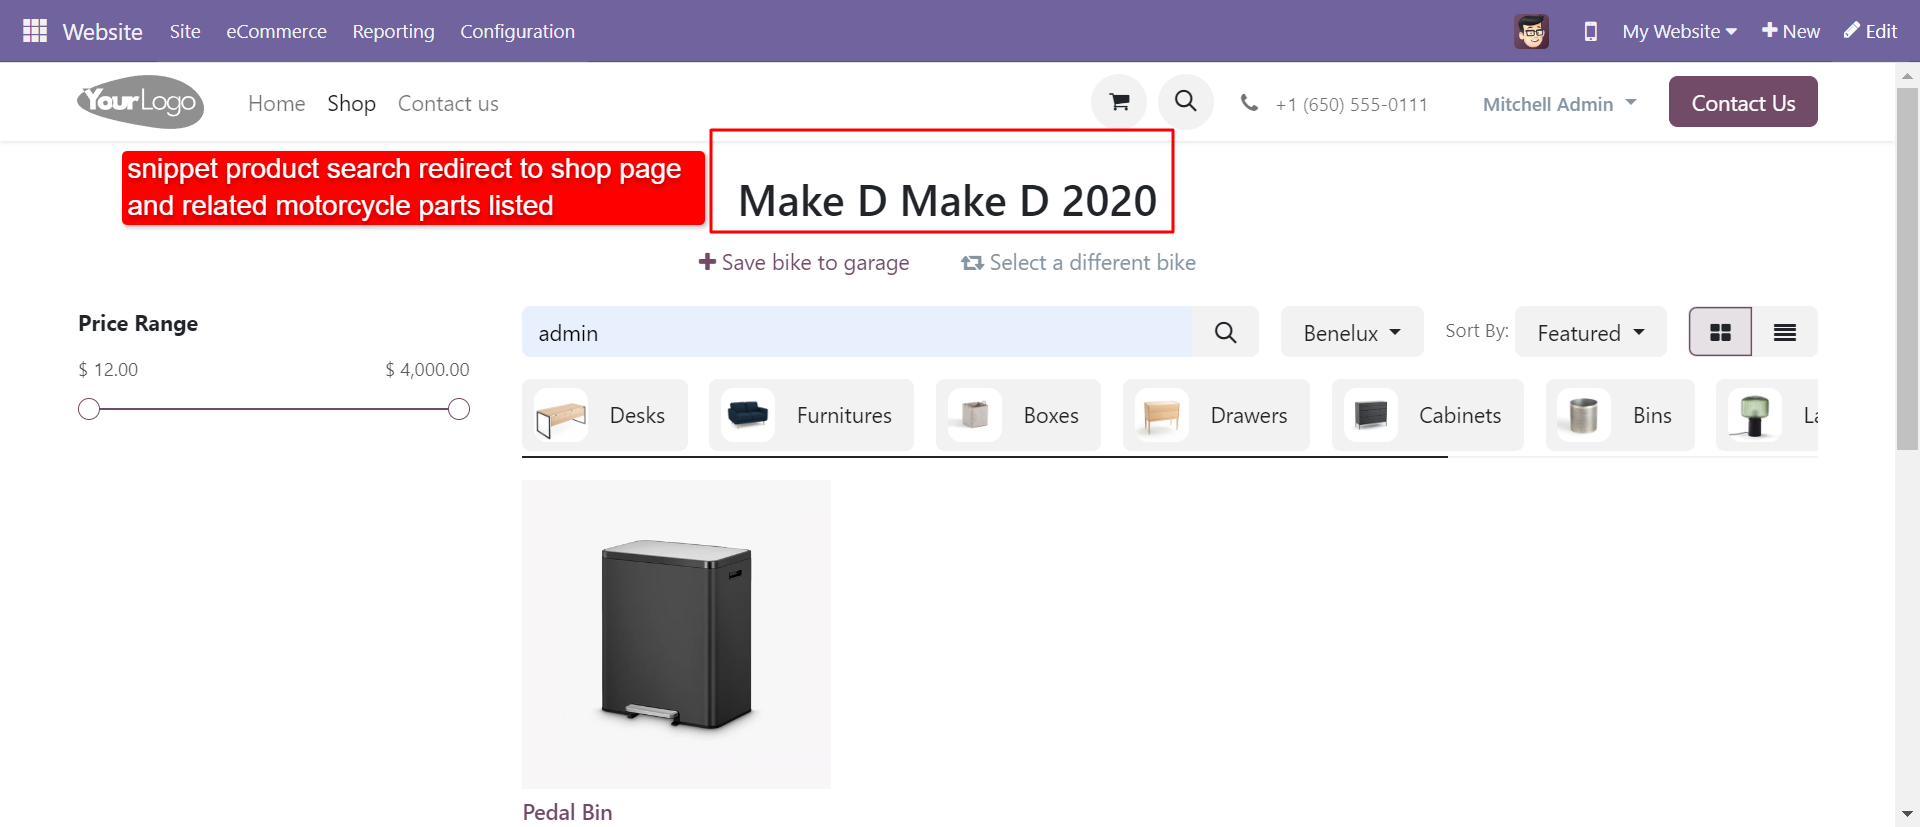 Website Site eCommerce Reporting Configuration My Website New Edit
YourLogo Home Shop Contact us +1 (650) 555-0111 Mitchell Admin Contact Us
snippet product search redirect to shop page
and related motorcycle parts listed
Make D Make D 2020
Save bike to garage Select a different bike
Price Range
$ 12.00 $ 4,000.00
admin Benelux Sort By: Featured
Desks Furnitures Boxes Drawers Cabinets Bins La
Pedal Bin